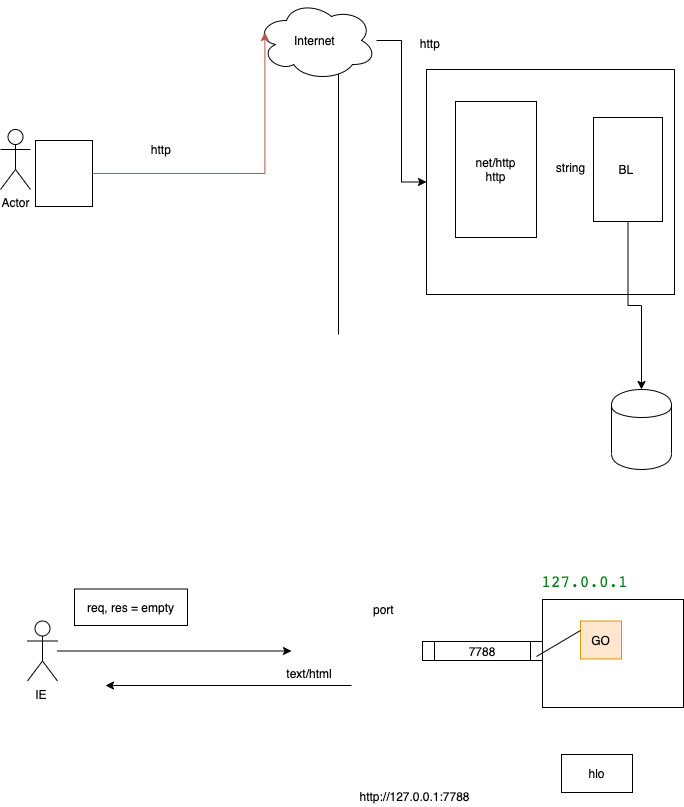 Internet
http
http
net/http
http
string
BL
Actor
127.0.0.1
req, res = empty
port
7788
GO
text/html
IE
hlo
http://127.0.0.1:7788